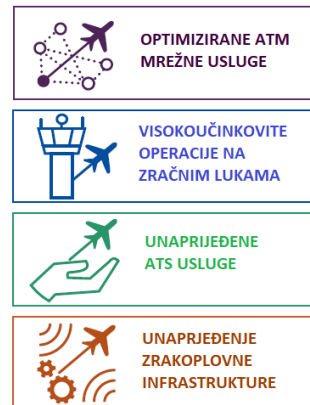 OPTIMIZIRANE ATM
MREŽNE USLUGE
VISOKOUČINKOVITE
OPERACIJE NA
ZRAČNIM LUKAMA
UNAPRIJEĐENE
ATS USLUGE
UNAPRJEĐENJE
ZRAKOPLOVNE
INFRASTRUKTURE